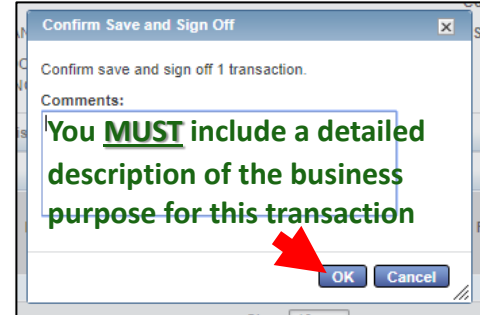 Confirm Save and Sign Off
Confirm save and sign off 1 transaction.
Comments:
You MUST include a detailed
description of the business
purpose for this transaction
OK Cancel